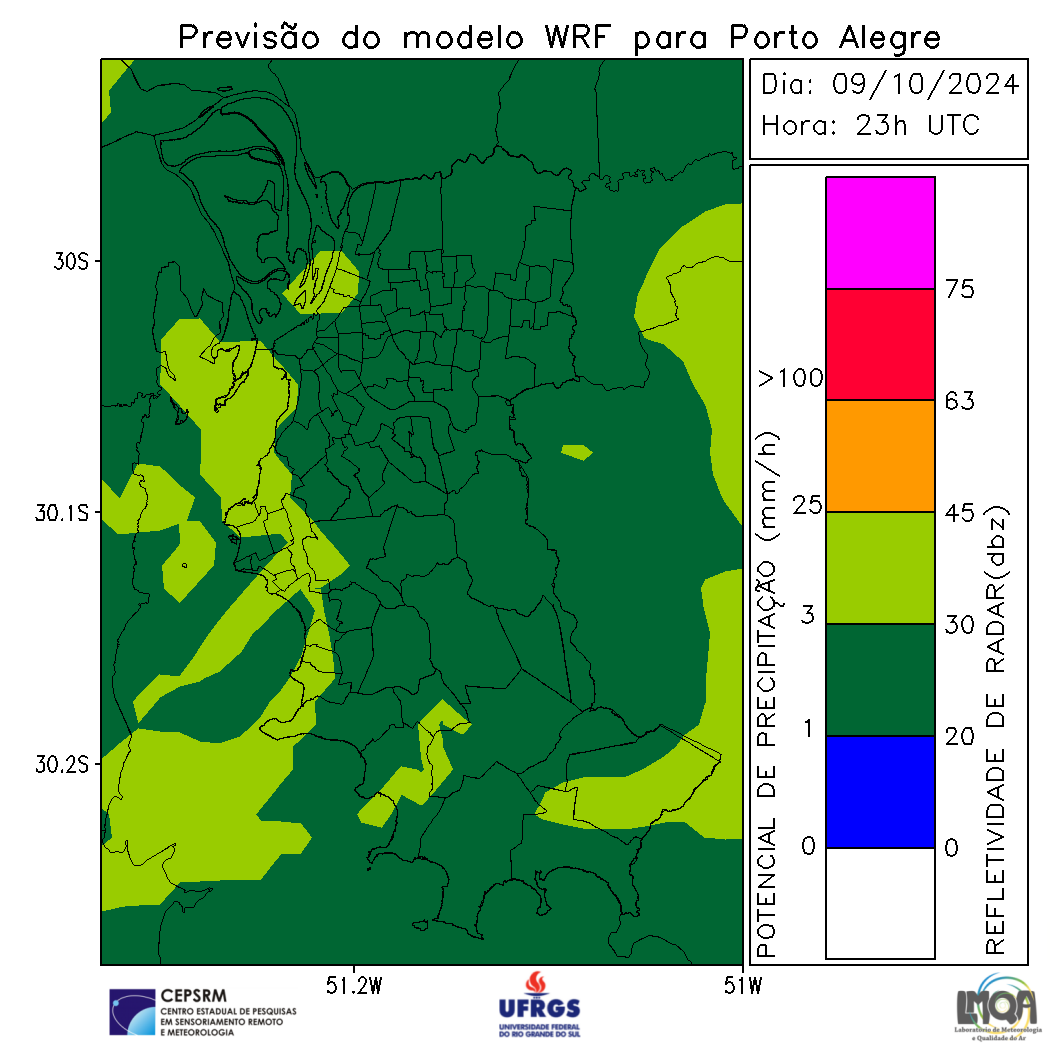 Previsão do modelo WRF para Porto Alegre
Dia: 09/10/2024
Hora: 23h UTC
30S
30.1S
30.2S
51.2W
51W
POTENCIAL DE PRECIPITAÇÃO (mm/h)
>100
25
3
1
0
75
63
45
30
20
0
REFLETIVIDADE DE RADAR(dbz)
CEPSRM
CENTRO ESTADUAL DE PESQUISAS
EM SENSORIAMENTO REMOTO
E METEOROLOGIA
UFRGS
UNIVERSIDADE FEDERAL
DO RIO GRANDE DO SUL
LMQA
Laboratório de Meteorologia
e Qualidade do Ar